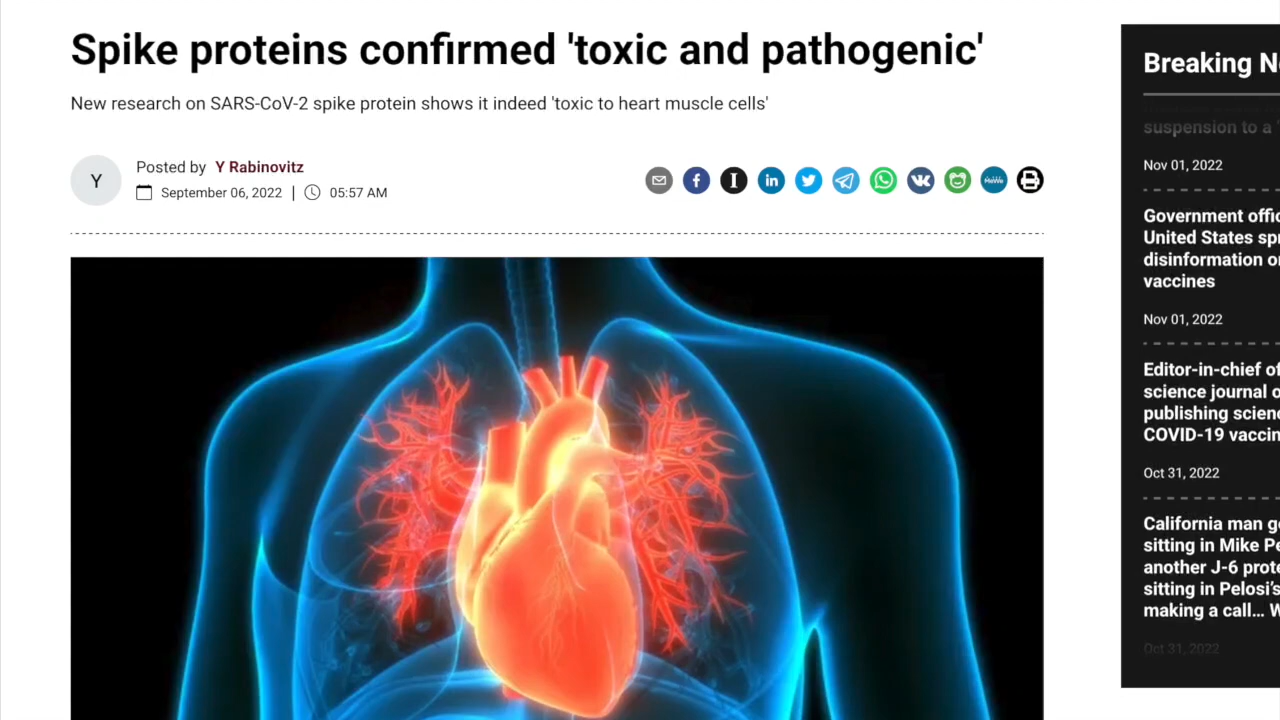 Spike proteins confirmed 'toxic and pathogenic'
New research on SARS-CoV-2 spike protein shows it indeed 'toxic to heart muscle cells'
Y
Posted by Y Rabinovitz
September 06, 2022 | 05:57 AM
MeWe
Breaking N
suspension to a
Nov 01, 2022
Government offic
United States spr
disinformation o
vaccines
Nov 01, 2022
Editor-in-chief of
science journal o
publishing scien
COVID-19 vaccin
Oct 31, 2022
California man g
sitting in Mike Pe
another J-6 prote
sitting in Pelosi's
making a call... W
Oct 31, 2022